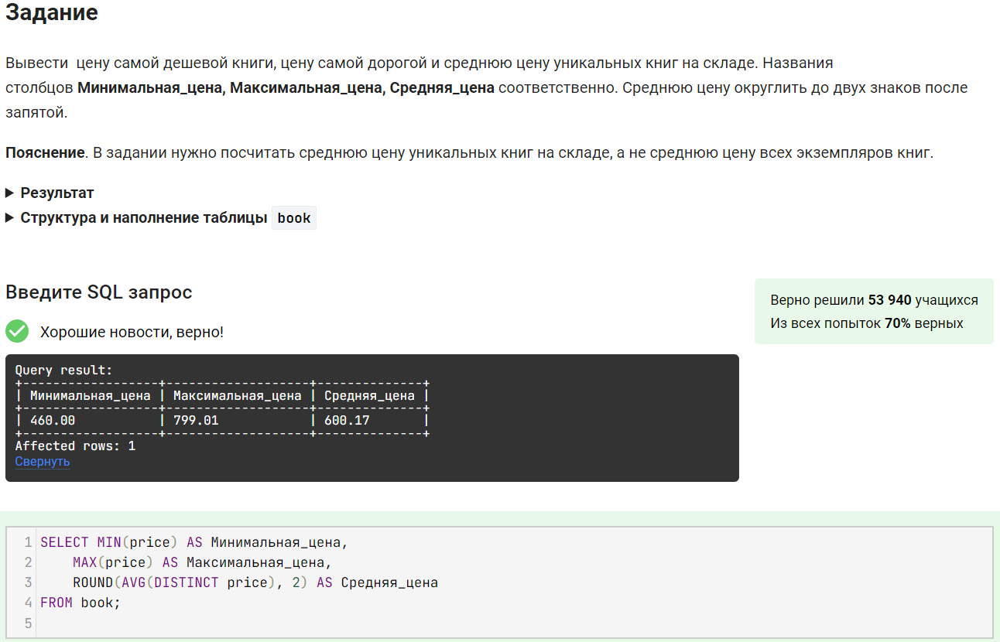 Задание
Вывести  цену самой дешевой книги, цену самой дорогой и среднюю цену уникальных книг на складе. Названия
столбцов Минимальная_цена, Максимальная_цена, Средняя_цена соответственно. Среднюю цену округлить до двух знаков после
запятой.
Пояснение. В задании нужно посчитать среднюю цену уникальных книг на складе, а не среднюю цену всех экземпляров книг.
▶ Результат
▶ Структура и наполнение таблицы book
Введите SQL запрос
Верно решили 53 940 учащихся
Из всех попыток 70% верных
Хорошие новости, верно!
Query result:
+------------------+-------------------+--------------+
| Минимальная_цена | Максимальная_цена | Средняя_цена |
+------------------+-------------------+--------------+
| 460.00           | 799.01            | 600.17       |
+------------------+-------------------+--------------+
Affected rows: 1
Свернуть
1 SELECT MIN(price) AS Минимальная_цена,
2     MAX(price) AS Максимальная_цена,
3     ROUND(AVG(DISTINCT price), 2) AS Средняя_цена
4 FROM book;
5